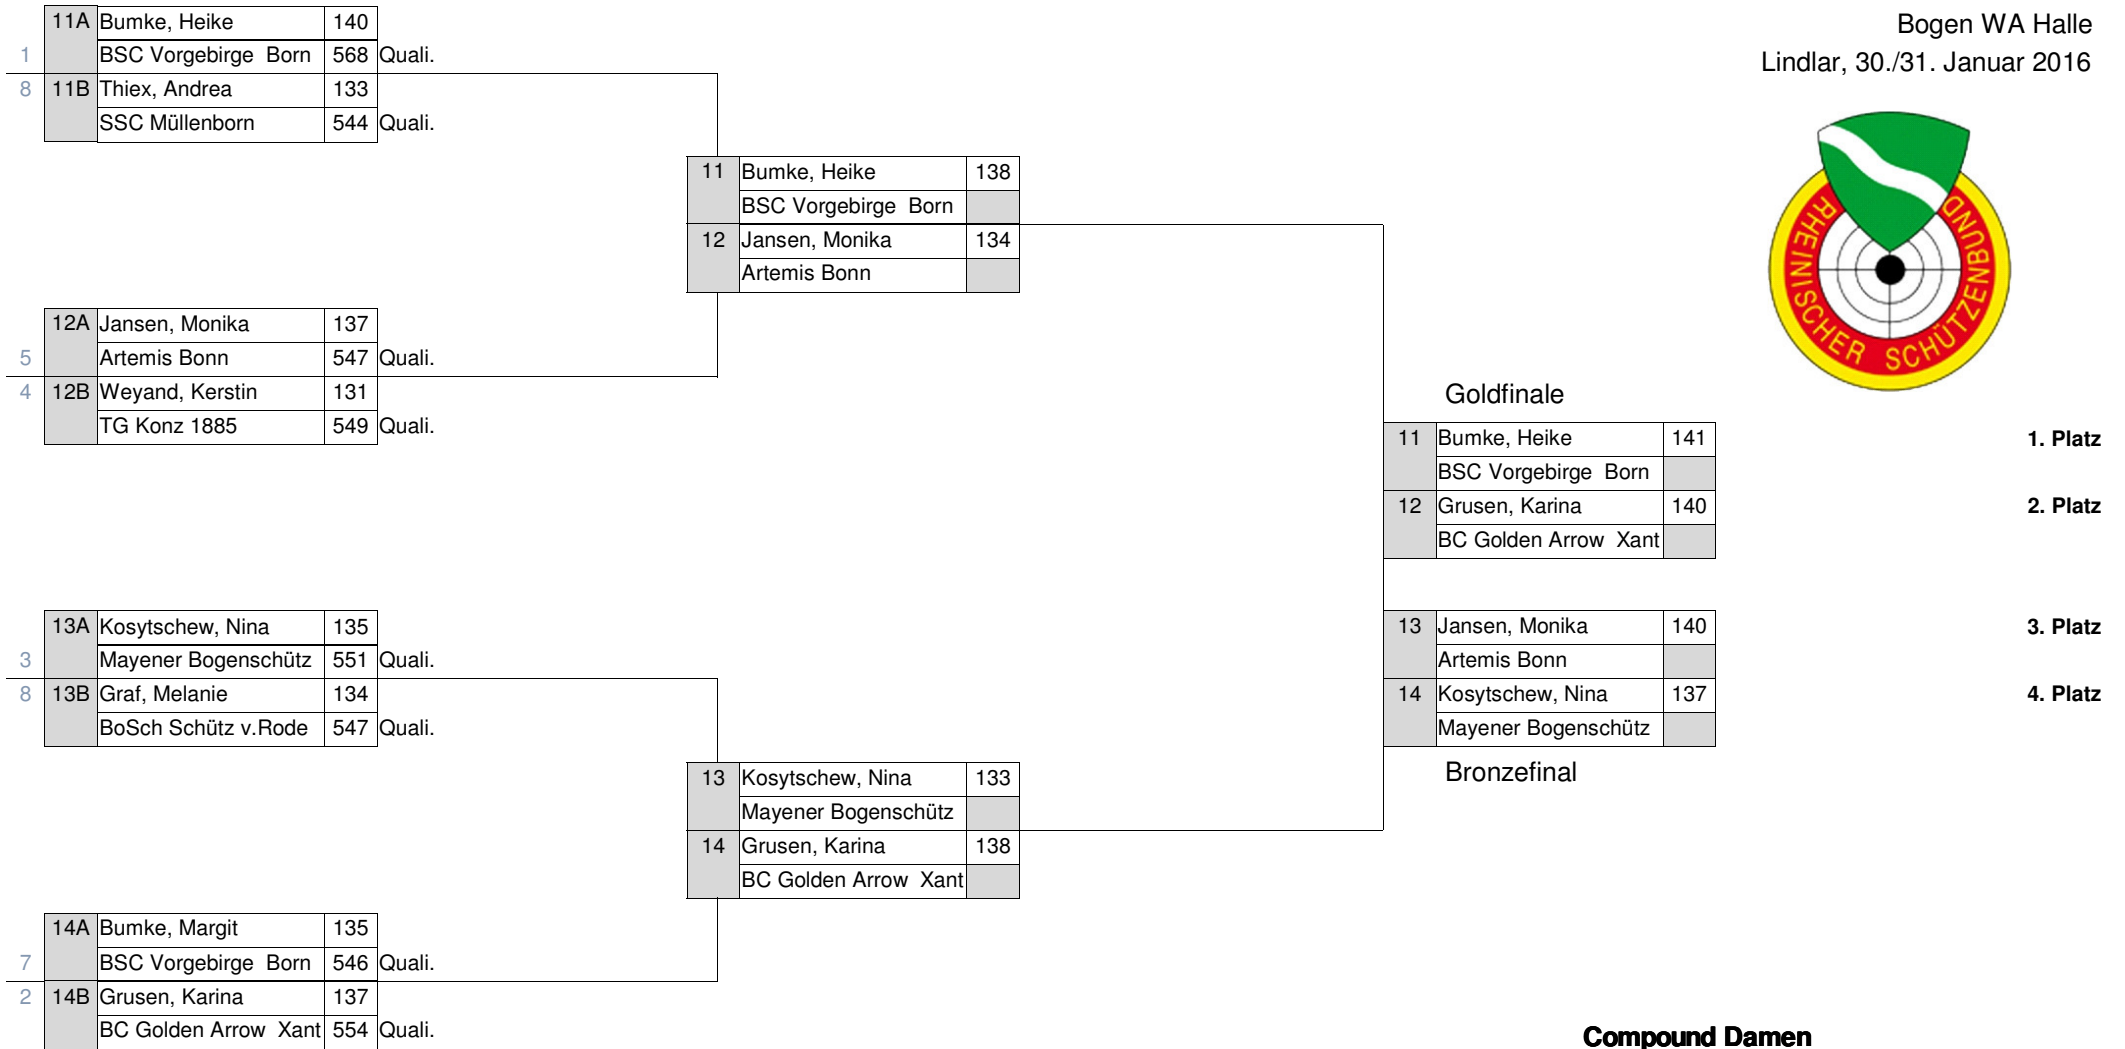 Bogen WA Halle
Lindlar, 30./31. Januar 2016
RHEINISCHER SCHÜTZENBUND
11A Bumke, Heike 140
1 BSC Vorgebirge Born 568 Quali.
8 11B Thiex, Andrea 133
SSC Müllenborn 544 Quali.
11 Bumke, Heike 138
BSC Vorgebirge Born
12 Jansen, Monika 134
Artemis Bonn
12A Jansen, Monika 137
5 Artemis Bonn 547 Quali.
4 12B Weyand, Kerstin 131
TG Konz 1885 549 Quali.
Goldfinale
11 Bumke, Heike 141 1. Platz
BSC Vorgebirge Born
12 Grusen, Karina 140 2. Platz
BC Golden Arrow Xant
13A Kosytschew, Nina 135
3 Mayener Bogenschütz 551 Quali.
8 13B Graf, Melanie 134
BoSch Schütz v.Rode 547 Quali.
13 Jansen, Monika 140 3. Platz
Artemis Bonn
14 Kosytschew, Nina 137 4. Platz
Mayener Bogenschütz
Bronzefinal
13 Kosytschew, Nina 133
Mayener Bogenschütz
14 Grusen, Karina 138
BC Golden Arrow Xant
14A Bumke, Margit 135
7 BSC Vorgebirge Born 546 Quali.
2 14B Grusen, Karina 137
BC Golden Arrow Xant 554 Quali.
Compound Damen